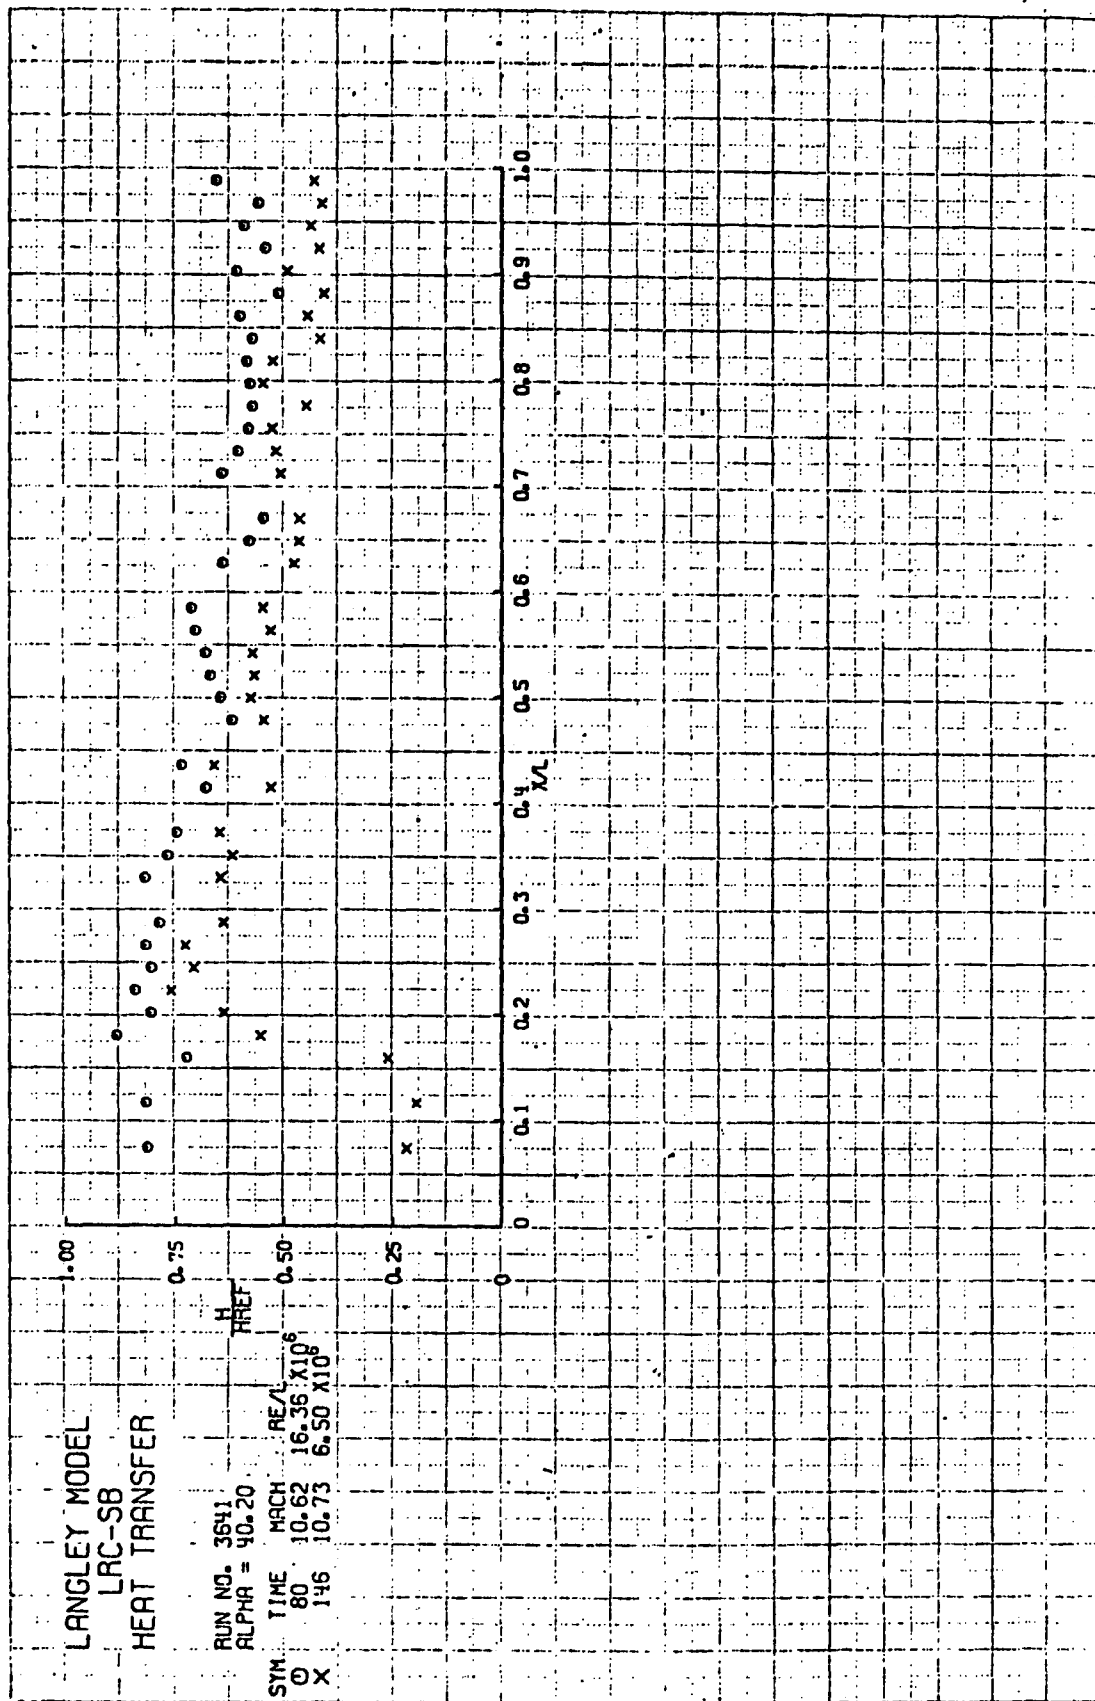 LANGLEY MODEL
LRC-SB
HEAT TRANSFER
RUN NO. 3641
ALPHA = 40.20
SYM TIME MACH RE/L
⊙ 80 10.62 16.36 X10⁶
X 146 10.73 6.50 X10⁶
H
HREF
1.00
0.75
0.50
0.25
0
0 0.1 0.2 0.3 0.4 0.5 0.6 0.7 0.8 0.9 1.0
X/L